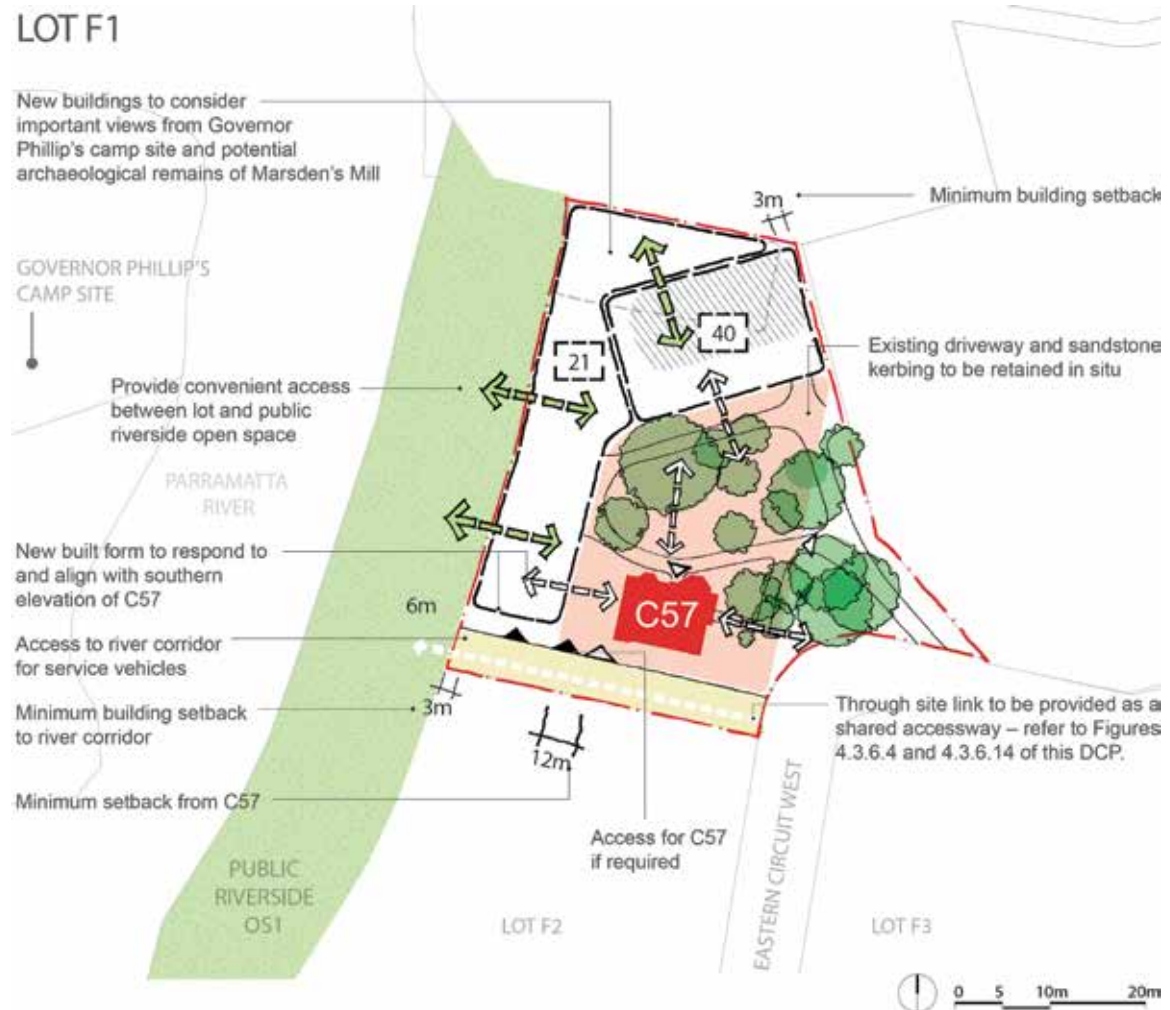 LOT F1
New buildings to consider
important views from Governor
Phillip's camp site and potential
archaeological remains of Marsden's Mill
3m
Minimum building setback
GOVERNOR PHILLIP'S
CAMP SITE
40
21
Existing driveway and sandstone
kerbing to be retained in situ
Provide convenient access
between lot and public
riverside open space
PARRAMATTA
RIVER
New built form to respond to
and align with southern
elevation of C57
6m
C57
Access to river corridor
for service vehicles
Minimum building setback
to river corridor
3m
Through site link to be provided as a
shared accessway – refer to Figures
4.3.6.4 and 4.3.6.14 of this DCP.
12m
Minimum setback from C57
Access for C57
if required
EASTERN CIRCUIT WEST
PUBLIC
RIVERSIDE
OS1
LOT F2
LOT F3
0 5 10m 20m